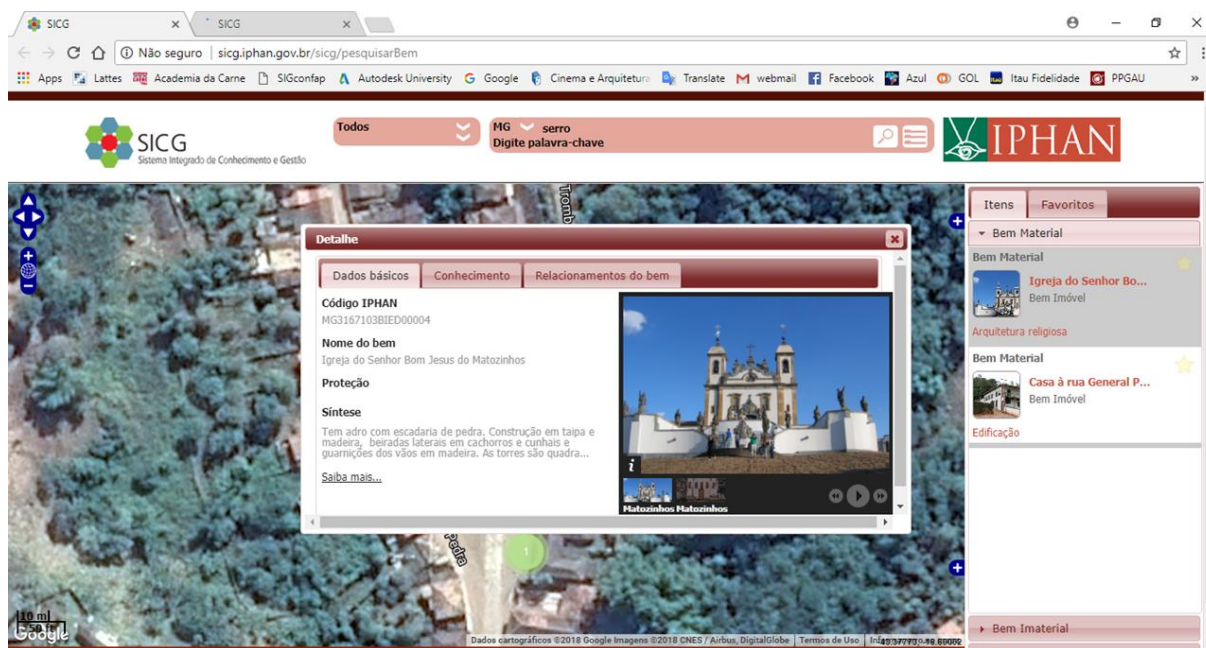 SICG
SICG
Não seguro | sicg.iphan.gov.br/sicg/pesquisarBem
Apps Lattes Academia da Carne SIGconfap Autodesk University Google Cinema e Arquitetura Translate webmail Facebook Azul GOL Itau Fidelidade PPGAU »
SICG
Sistema Integrado de Conhecimento e Gestão
Todos
MG serro
Digite palavra-chave
IPHAN
Itens Favoritos
Bem Material
Bem Material
Igreja do Senhor Bo...
Bem Imóvel
Arquitetura religiosa
Bem Material
Casa à rua General P...
Bem Imóvel
Edificação
Bem Imaterial
Tromb
Detalhe
Dados básicos Conhecimento Relacionamentos do bem
Código IPHAN
MG3167103BIED00004
Nome do bem
Igreja do Senhor Bom Jesus do Matozinhos
Proteção
Síntese
Tem adro com escadaria de pedra. Construção em taipa e
madeira, beiradas laterais em cachorros e cunhais e
guarnições dos vãos em madeira. As torres são quadra...
Saiba mais...
i
Matozinhos Matozinhos
Pedra
1
10 m
50 ft
Google
Dados cartográficos ©2018 Google Imagens ©2018 CNES / Airbus, DigitalGlobe Termos de Uso